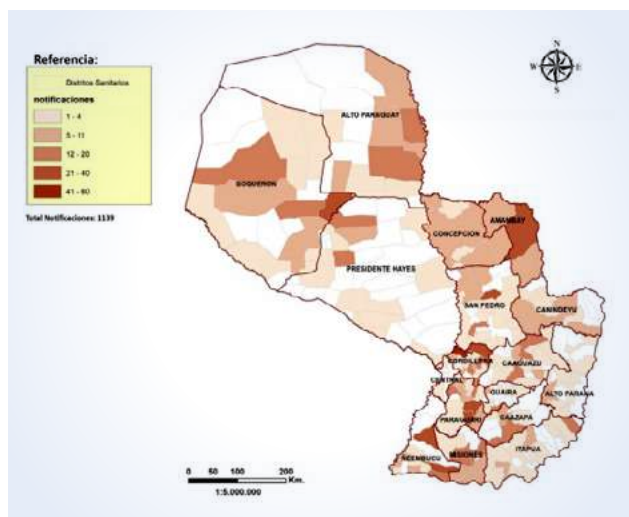 Referencia:
Distritos Sanitarios
notificaciones
1 - 4
5 - 11
12 - 20
21 - 40
41 - 60
Total Notificaciones: 1139
N
W E
S
ALTO PARAGUAY
BOQUERON
AMAMBAY
CONCEPCION
PRESIDENTE HAYES
SAN PEDRO
CANINDEYU
CORDILLERA
CAAGUAZU
CENTRAL
GUAIRA
ALTO PARANA
PARAGUARI
CAAZAPA
ITAPUA
MISIONES
ÑEEMBUCU
0 50 100 200
Km.
1:5.000.000